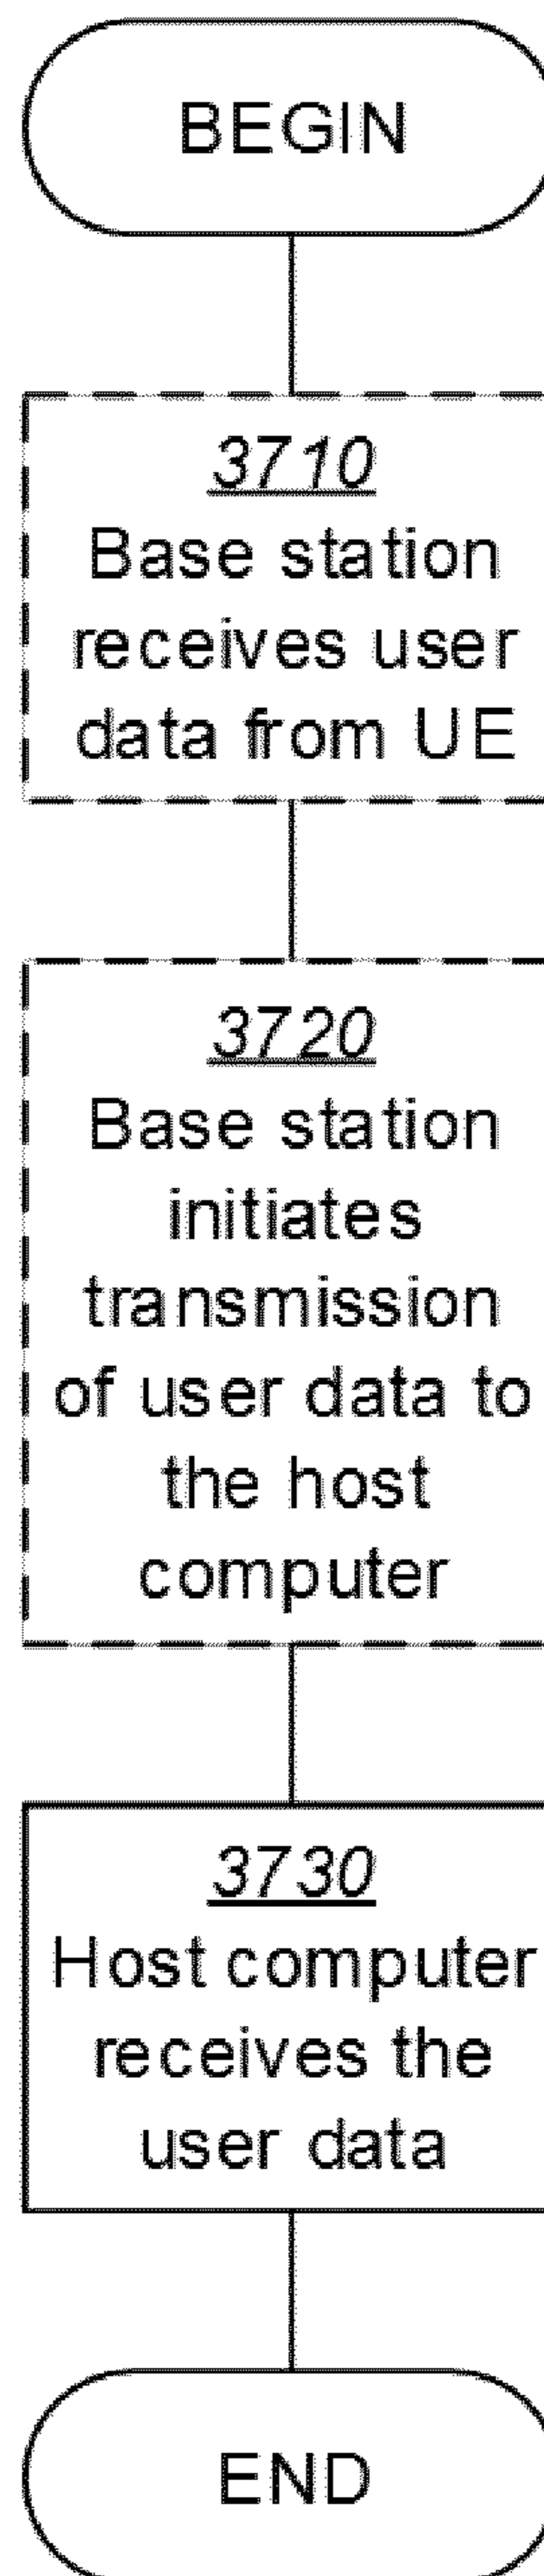 BEGIN
3710
Base station
receives user
data from UE
3720
Base station
initiates
transmission
of user data to
the host
computer
3730
Host computer
receives the
user data
END